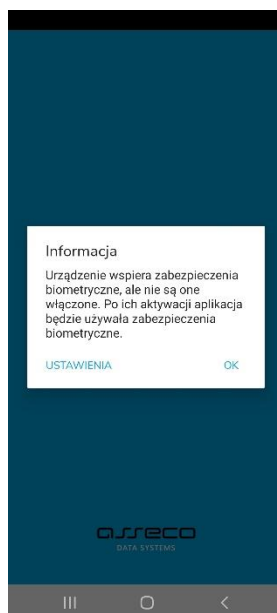 Informacja
Urządzenie wspiera zabezpieczenia
biometryczne, ale nie są one
włączone. Po ich aktywacji aplikacja
będzie używała zabezpieczenia
biometryczne.
USTAWIENIA OK
asseco
DATA SYSTEMS